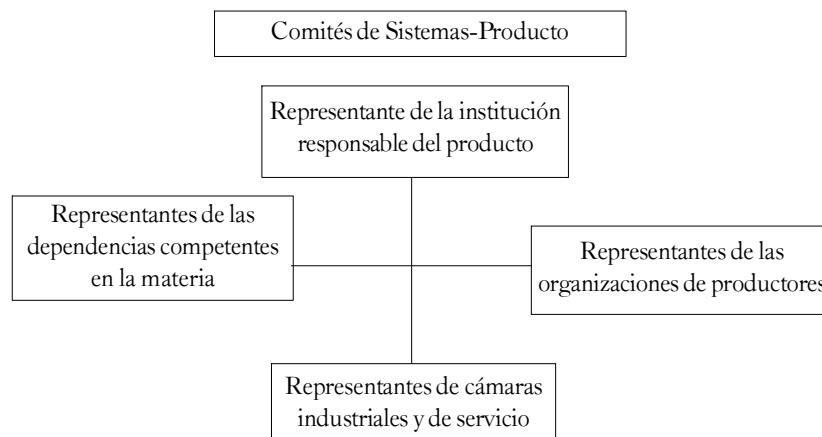 Comités de Sistemas-Producto
Representante de la institución
responsable del producto
Representantes de las
dependencias competentes
en la materia
Representantes de las
organizaciones de productores
Representantes de cámaras
industriales y de servicio